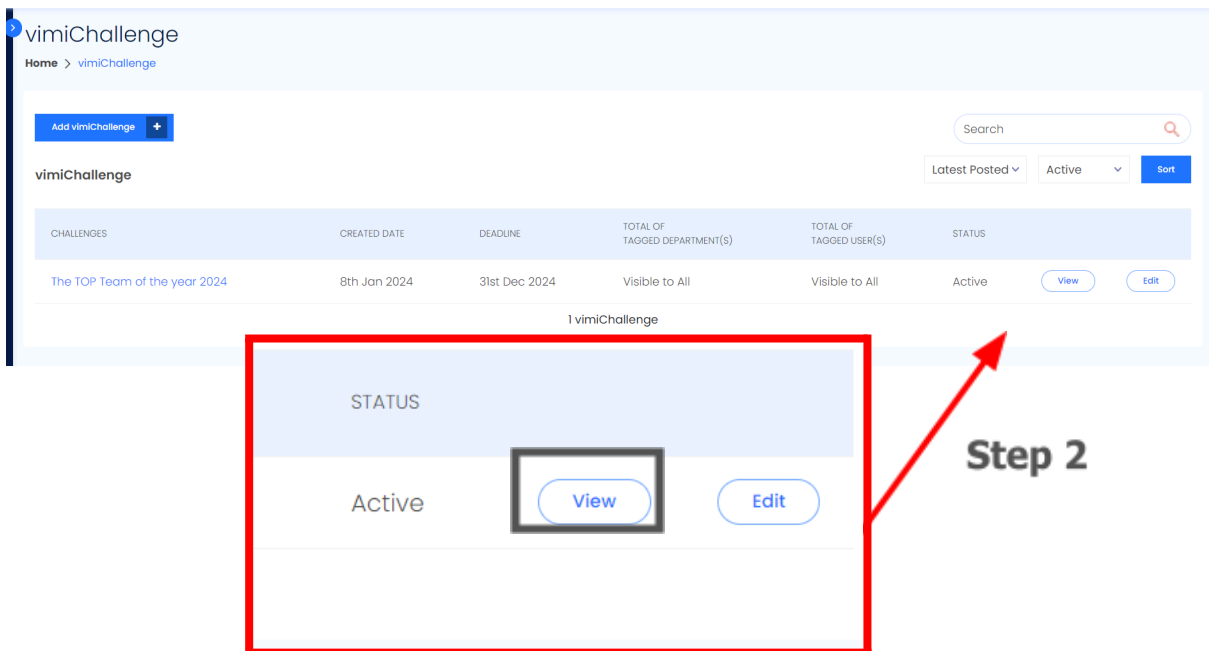 vimiChallenge
Home > vimiChallenge
Add vimiChallenge +
Search
vimiChallenge
Latest Posted
Active
Sort
CHALLENGES CREATED DATE DEADLINE TOTAL OF TAGGED DEPARTMENT(S) TOTAL OF TAGGED USER(S) STATUS
The TOP Team of the year 2024 8th Jan 2024 31st Dec 2024 Visible to All Visible to All Active View Edit
1 vimiChallenge
STATUS
Active View Edit
Step 2